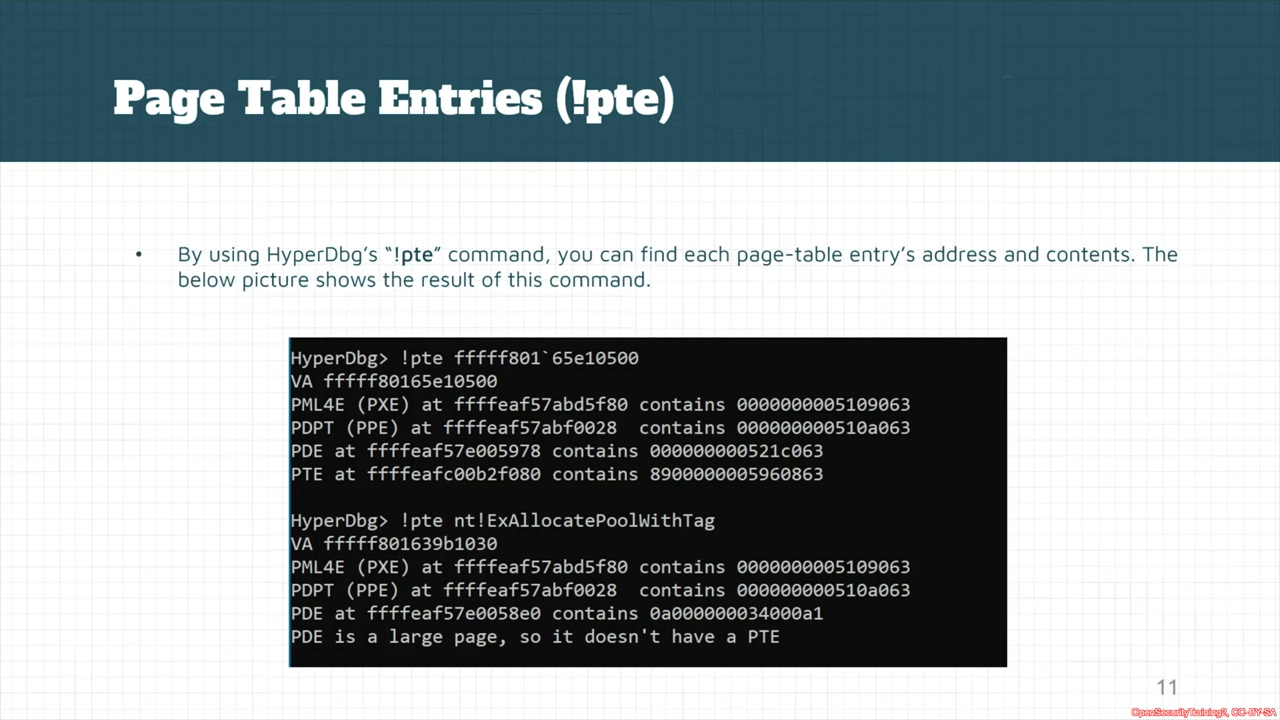 Page Table Entries (!pte)
• By using HyperDbg’s “!pte” command, you can find each page-table entry’s address and contents. The
below picture shows the result of this command.
HyperDbg> !pte fffff801`65e10500
VA fffff80165e10500
PML4E (PXE) at ffffeaf57abd5f80 contains 0000000005109063
PDPT (PPE) at ffffeaf57abf0028  contains 000000000510a063
PDE at ffffeaf57e005978 contains 000000000521c063
PTE at ffffeafc00b2f080 contains 8900000005960863
HyperDbg> !pte nt!ExAllocatePoolWithTag
VA fffff801639b1030
PML4E (PXE) at ffffeaf57abd5f80 contains 0000000005109063
PDPT (PPE) at ffffeaf57abf0028  contains 000000000510a063
PDE at ffffeaf57e0058e0 contains 0a000000034000a1
PDE is a large page, so it doesn't have a PTE
11
OpenSecurityTraining2, CC-BY-SA